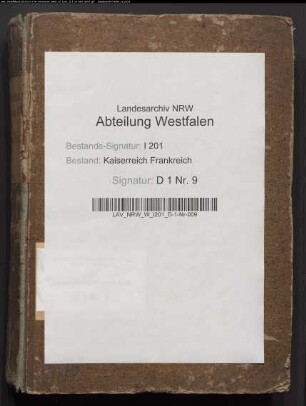 Landesarchiv NRW
Abteilung Westfalen
Bestands-Signatur: I 201
Bestand: Kaiserreich Frankreich
Signatur: D 1 Nr. 9
LAV_NRW_W_I201_D-1-Nr-009